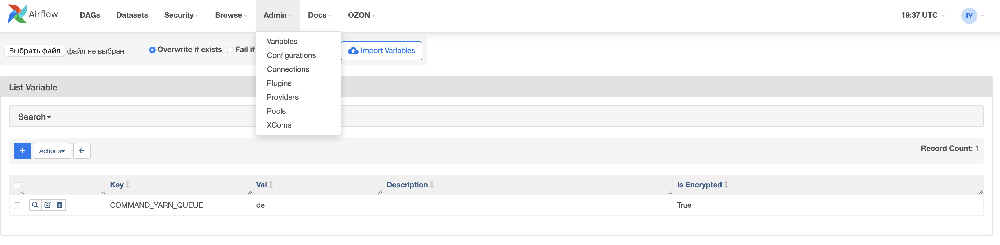 Airflow
DAGs
Datasets
Security
Browse
Admin
Docs
OZON
19:37 UTC
IY
Variables
Configurations
Connections
Plugins
Providers
Pools
XComs
Выбрать файл файл не выбран
Overwrite if exists
Fail if
Import Variables
List Variable
Search
+
Actions
Record Count: 1
Key
Val
Description
Is Encrypted
COMMAND_YARN_QUEUE
de
True